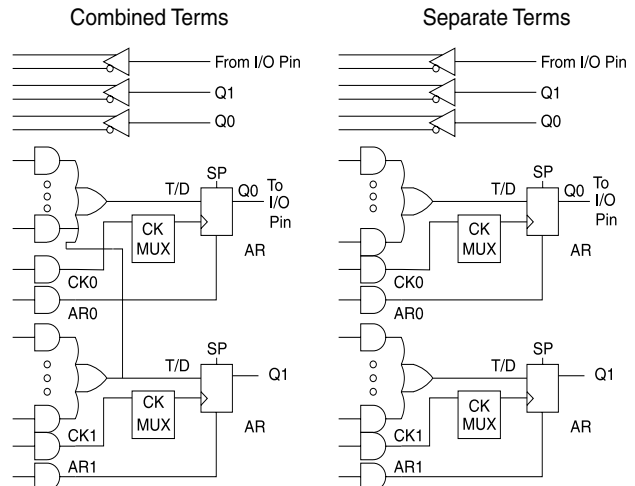 Combined Terms
From I/O Pin
Q1
Q0
SP
T/D
Q0
To
I/O
Pin
CK
MUX
AR
CK0
AR0
SP
T/D
Q1
CK
MUX
AR
CK1
AR1
Separate Terms
From I/O Pin
Q1
Q0
SP
T/D
Q0
To
I/O
Pin
CK
MUX
AR
CK0
AR0
SP
T/D
Q1
CK
MUX
AR
CK1
AR1